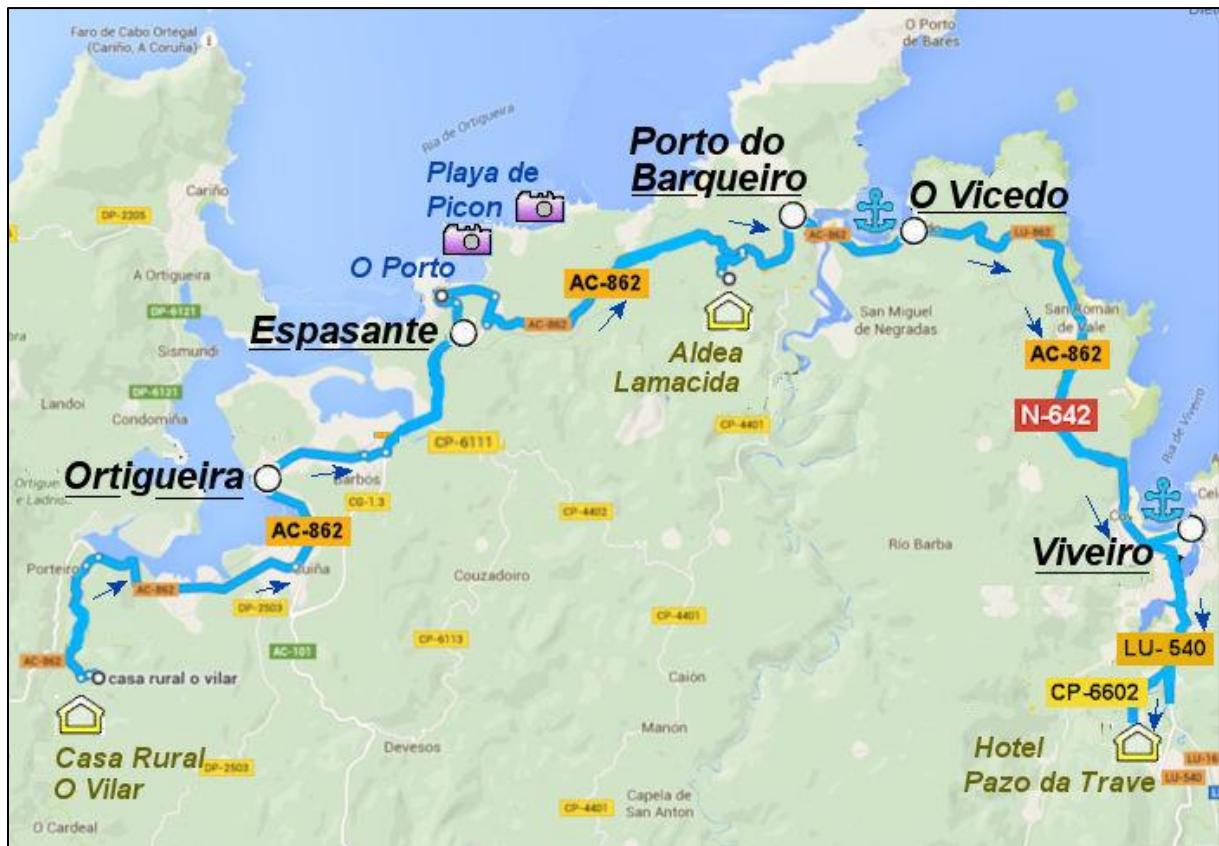 Faro de Cabo Ortegal
(Cariño, A Coruña)
O Porto
de Bares
Ria de Ortigueira
Porto do
Barqueiro
Playa de
Picon
O Vicedo
Cariño
DP-2205
AC-862
LU-862
O Porto
A Ortigueira
DP-6121
AC-862
Espasante
AC-862
San Miguel
de Negradas
San Román
de Vale
Sismundi
Aldea
Lamacida
AC-862
DP-6121
Landoi
Condomiña
N-642
CP-6111
CP-4401
Ria de Viveiro
Ortigueira
Barbos
CG-1.3
CP-4402
AC-862
Río Barba
Viveiro
Porteiro
AC-862
DP-2503
Couzadoiro
CP-4401
CP-6113
AC-101
LU- 540
AC-862
casa rural o vilar
Caión
CP-6602
Casa Rural
O Vilar
Manón
Devesos
DP-2503
Hotel
Pazo da Trave
LU-540
Capela de
San Anton
CP-4401
O Cardeal